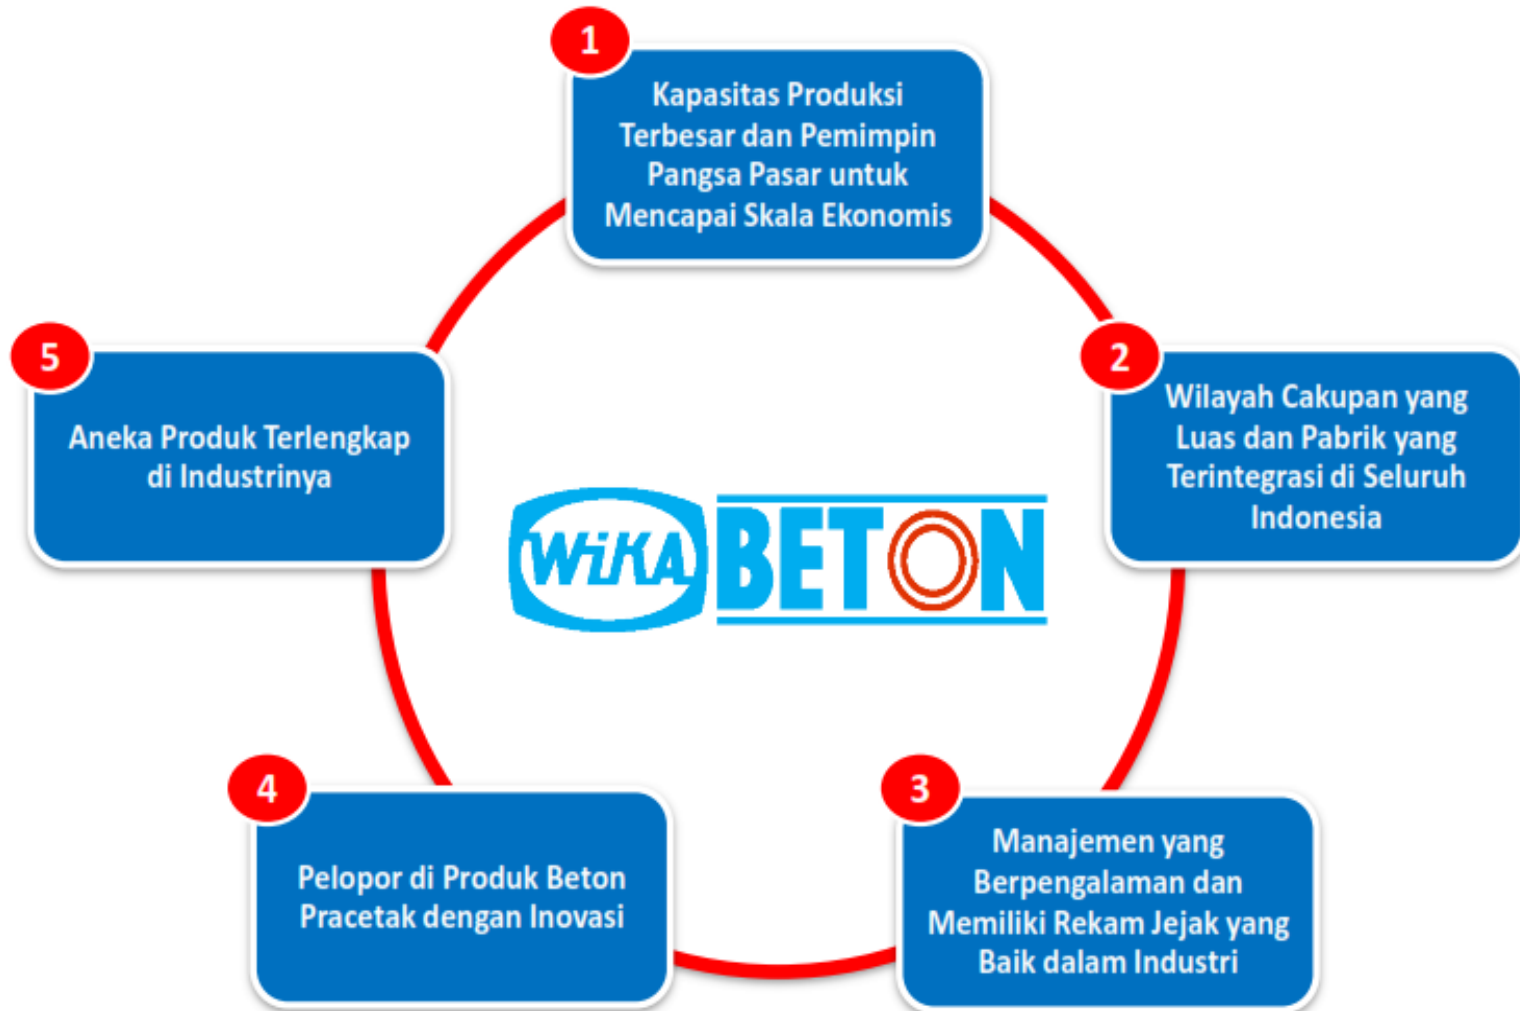 1
Kapasitas Produksi
Terbesar dan Pemimpin
Pangsa Pasar untuk
Mencapai Skala Ekonomis
2
Wilayah Cakupan yang
Luas dan Pabrik yang
Terintegrasi di Seluruh
Indonesia
3
Manajemen yang
Berpengalaman dan
Memiliki Rekam Jejak yang
Baik dalam Industri
4
Pelopor di Produk Beton
Pracetak dengan Inovasi
5
Aneka Produk Terlengkap
di Industrinya
WiKA BETON